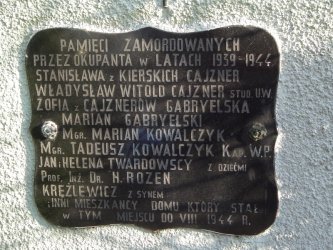 PAMIĘCI ZAMORDOWANYCH
PRZEZ OKUPANTA W LATACH 1939-1944
STANISŁAWA Z KIERSKICH CAJZNER
WŁADYSŁAW WITOLD CAJZNER STUD. U.W.
ZOFIA Z CAJZNERÓW GABRYELSKA
MARIAN GABRYELSKI
MGR. MARIAN KOWALCZYK
MGR. TADEUSZ KOWALCZYK KAP. W.P.
JAN i HELENA TWARDOWSCY Z DZIEĆMI
PROF. INŻ. DR. H. ROZEN
KRĘZLEWICZ Z SYNEM
i INNI MIESZKAŃCY DOMU KTÓRY STAŁ
W TYM MIEJSCU DO VIII 1944 R.